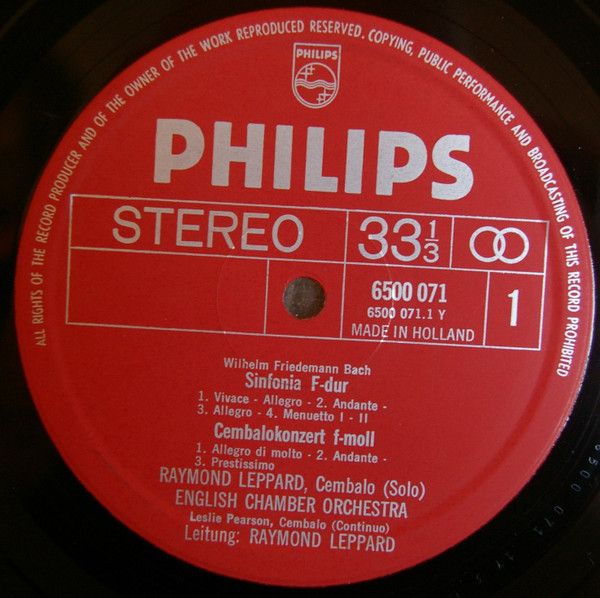 ALL RIGHTS OF THE RECORD PRODUCER AND OF THE OWNER OF THE WORK REPRODUCED RESERVED. COPYING, PUBLIC PERFORMANCE AND BROADCASTING OF THIS RECORD PROHIBITED
PHILIPS
PHILIPS
STEREO 33 1/3
6500 071 1
6500 071.1 Y
MADE IN HOLLAND
Wilhelm Friedemann Bach
Sinfonia F-dur
1. Vivace - Allegro - 2. Andante -
3. Allegro - 4. Menuetto I - II
Cembalokonzert f-moll
1. Allegro di molto - 2. Andante -
3. Prestissimo
RAYMOND LEPPARD, Cembalo (Solo)
ENGLISH CHAMBER ORCHESTRA
Leslie Pearson, Cembalo (Continuo)
Leitung: RAYMOND LEPPARD